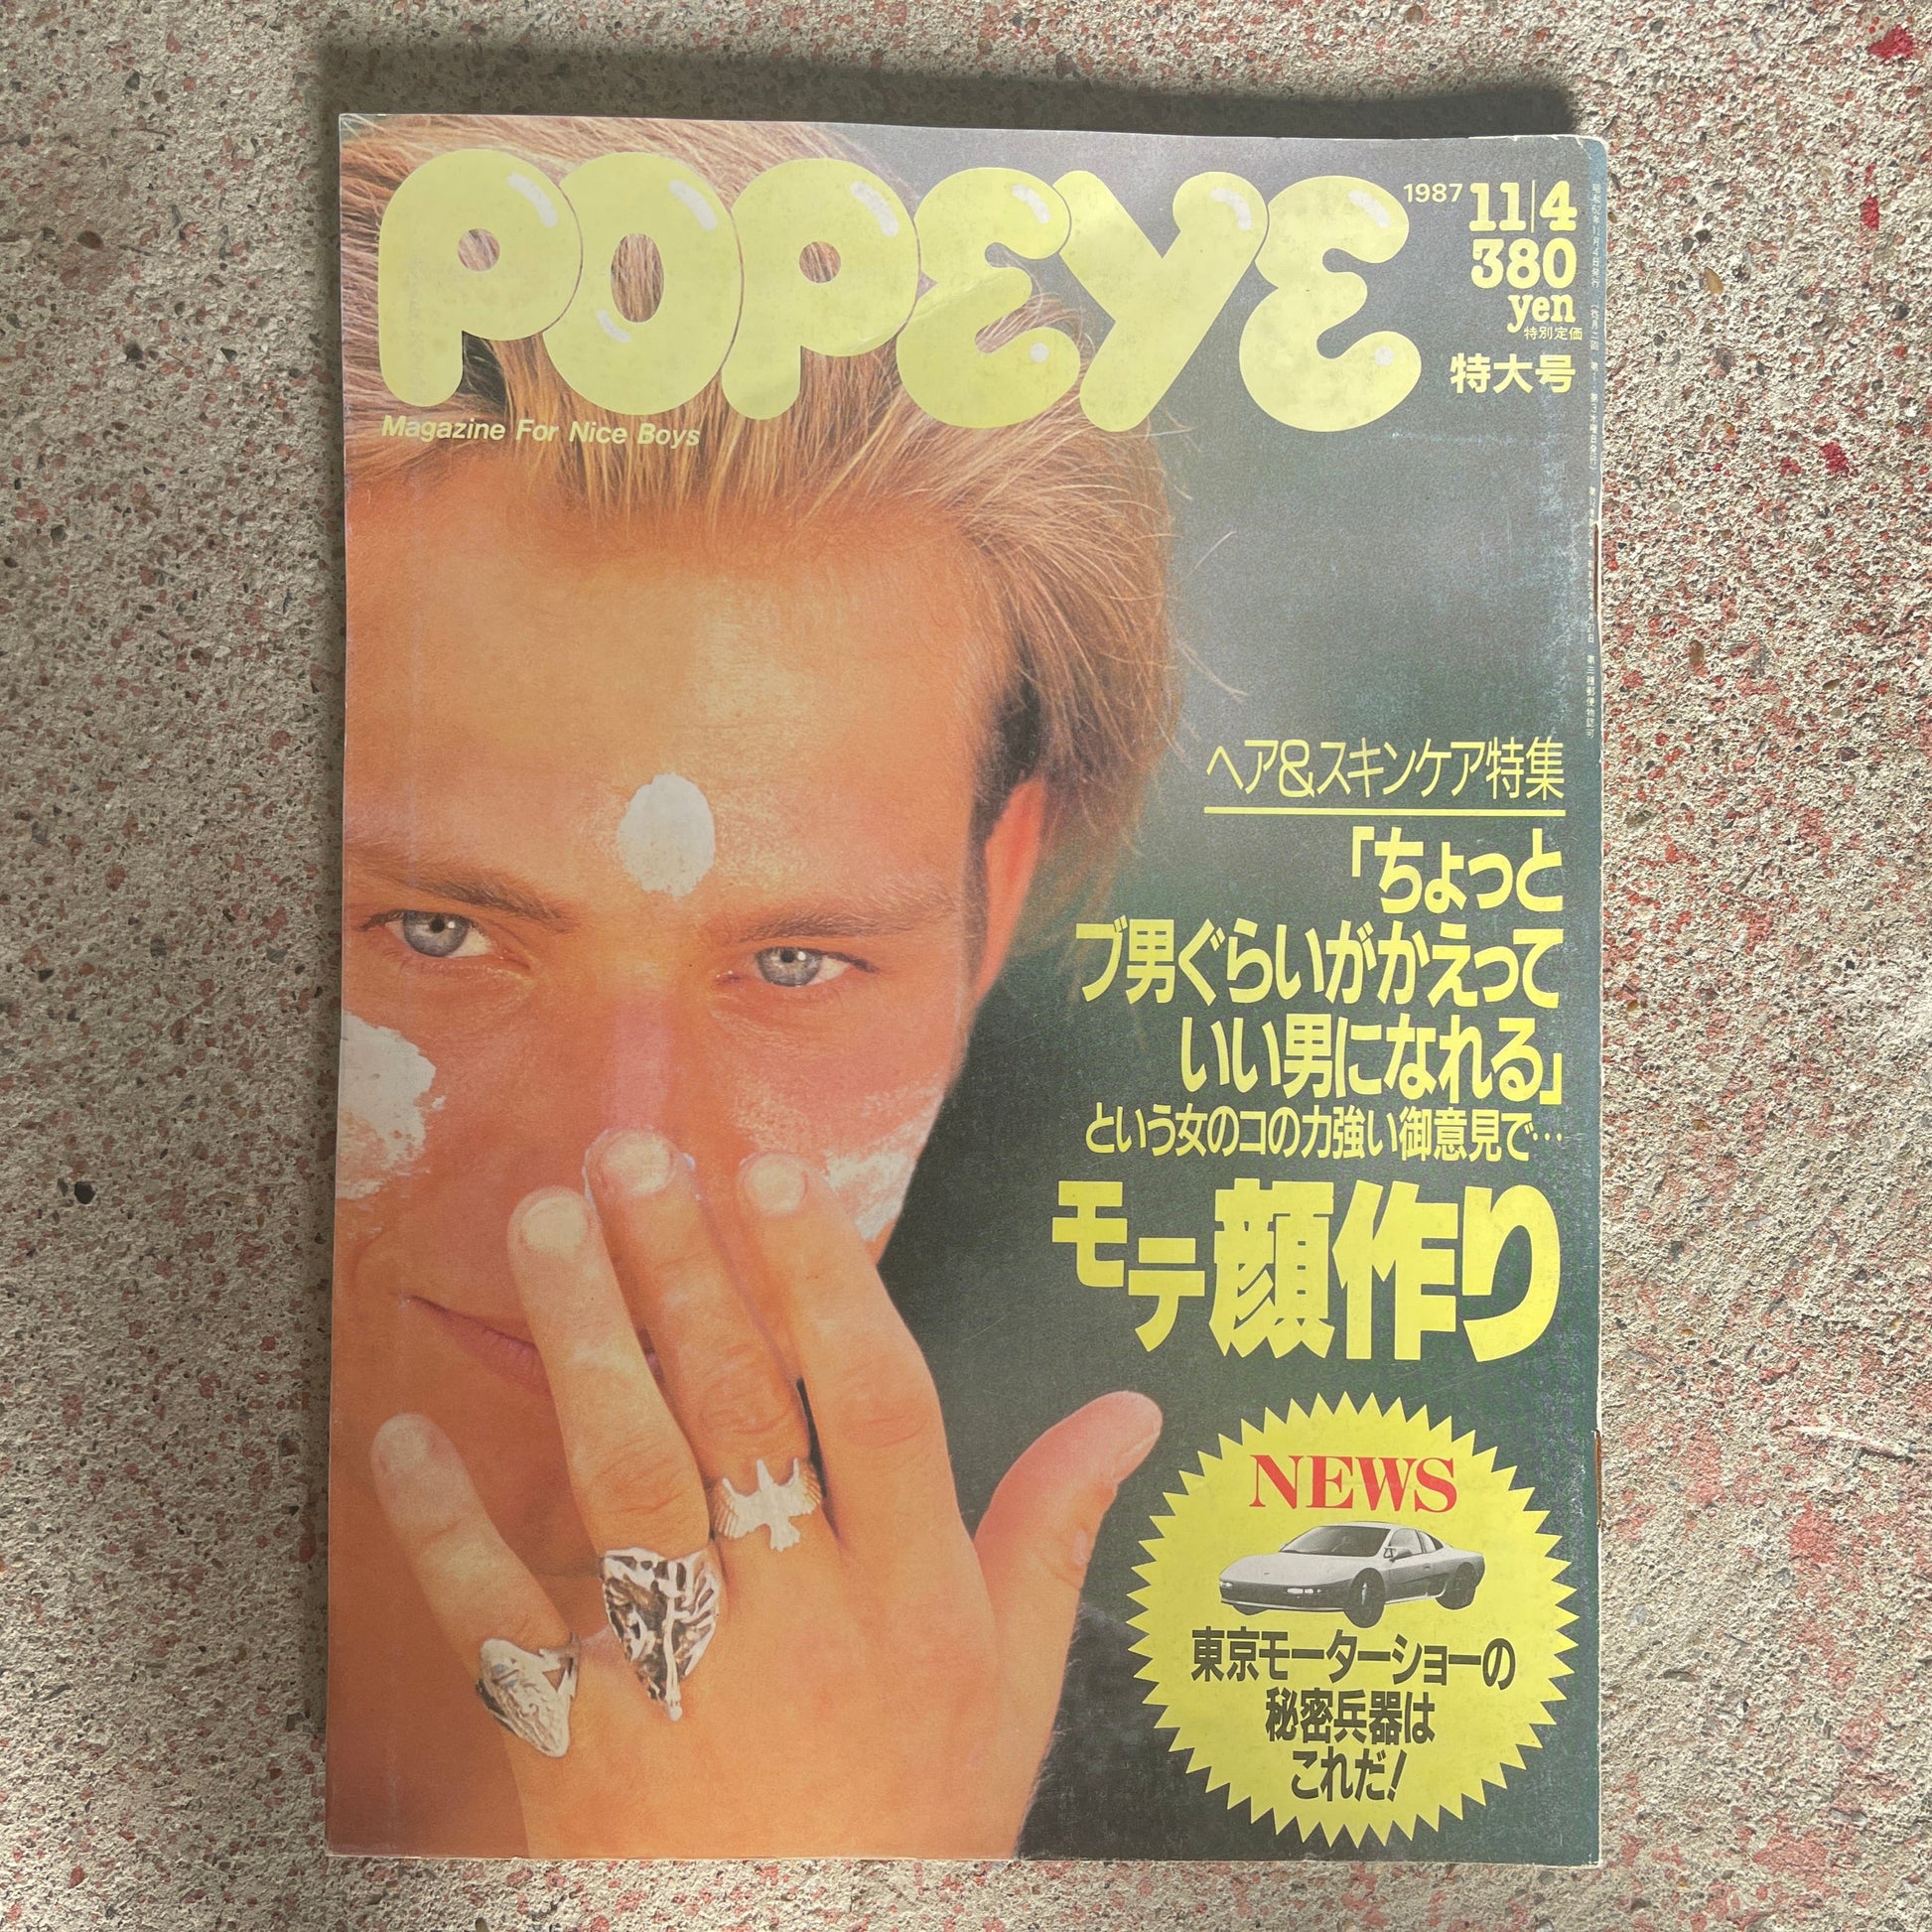 POPEYE
Magazine For Nice Boys
1987 11|4
380
yen
特別定価
特大号
ヘア&スキンケア特集
「ちょっと
ブ男ぐらいがかえって
いい男になれる」
という女のコの力強い御意見で…
モテ顔作り
NEWS
東京モーターショーの
秘密兵器は
これだ!